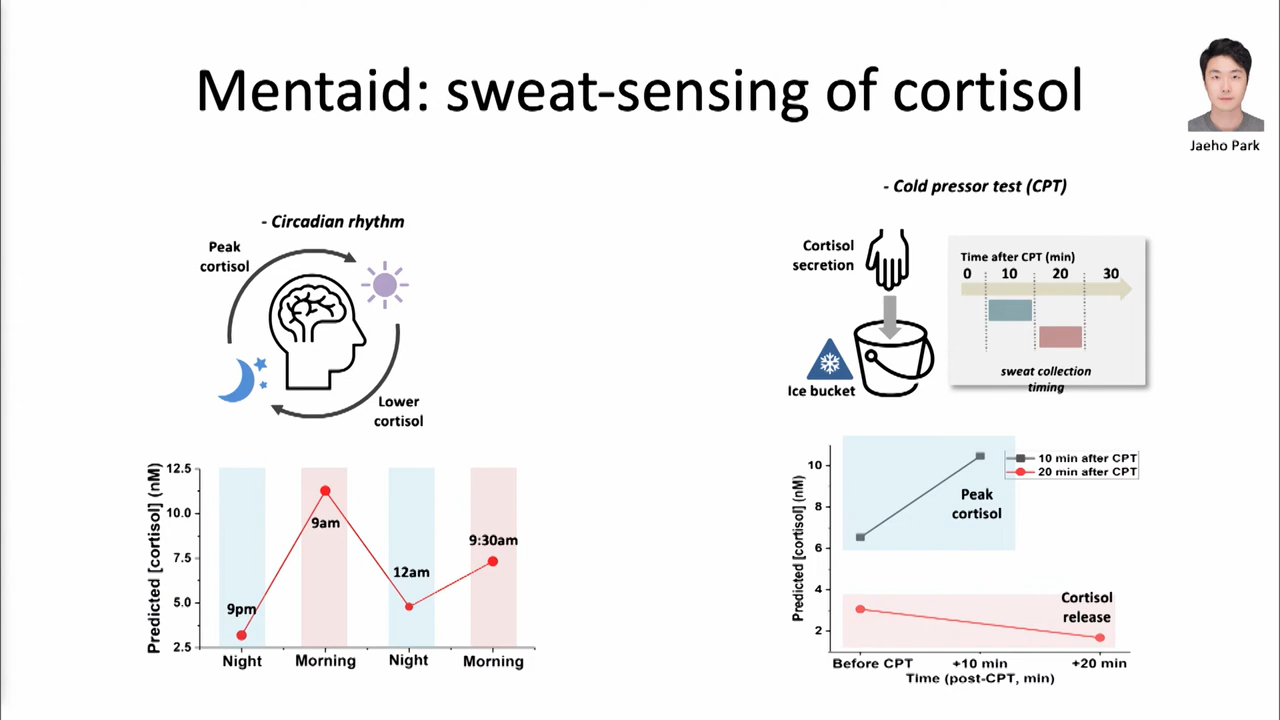 Mentaid: sweat-sensing of cortisol
Jaeho Park
- Circadian rhythm
Peak
cortisol
Lower
cortisol
Predicted [cortisol] (nM)
12.5
10.0
7.5
5.0
2.5
9pm
9am
12am
9:30am
Night
Morning
Night
Morning
- Cold pressor test (CPT)
Cortisol
secretion
Ice bucket
Time after CPT (min)
0 10 20 30
sweat collection
timing
Predicted [cortisol] (nM)
10
8
6
4
2
10 min after CPT
20 min after CPT
Peak
cortisol
Cortisol
release
Before CPT
+10 min
+20 min
Time (post-CPT, min)